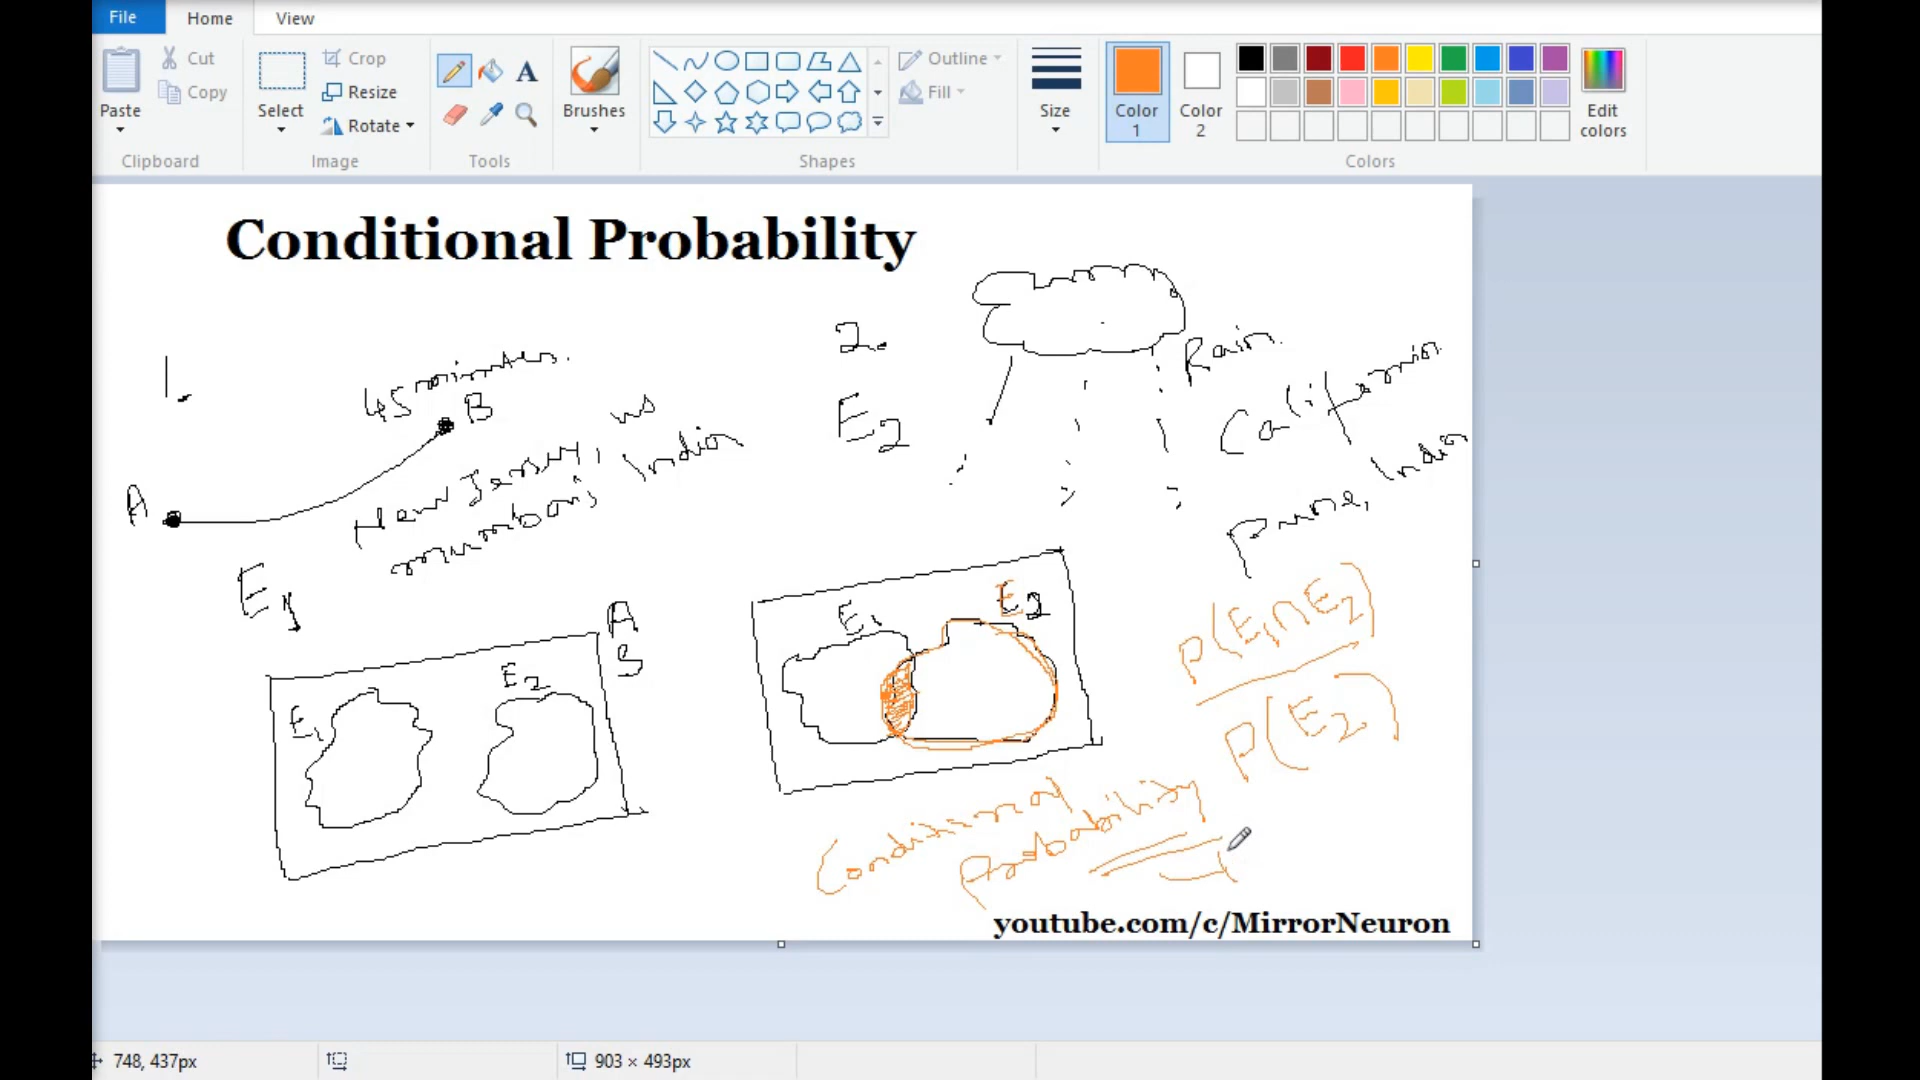 File Home View
Cut
Copy
Paste
Clipboard
Crop
Resize
Rotate
Select
Image
A
Tools
Brushes
Shapes
Outline
Fill
Size
Color 1
Color 2
Edit colors
Colors
Conditional Probability
1.
45 minutes.
B
A
New Jersey, US
Mumbai, India
E1
2.
E2
Rain.
California
Pune, India
A
B
E1
E2
E1
E2
P(E1∩E2)
P(E2)
Conditional
Probability
youtube.com/c/MirrorNeuron
748, 437px
903 × 493px